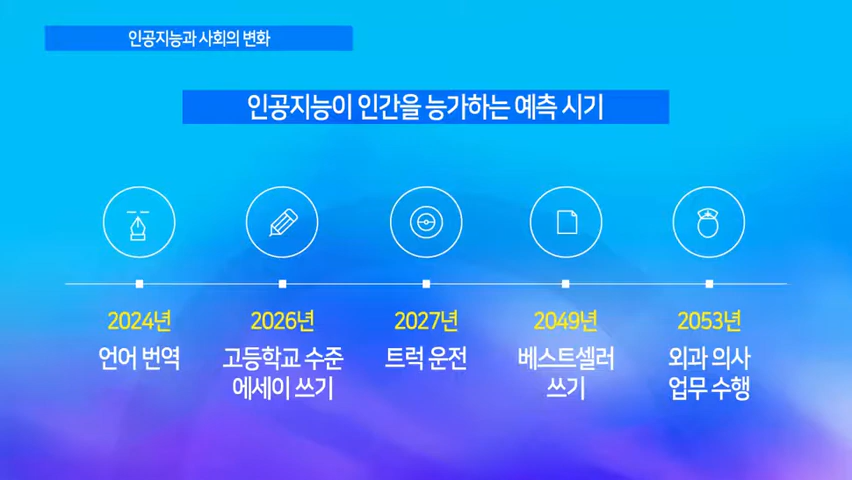 인공지능과 사회의 변화
인공지능이 인간을 능가하는 예측 시기
2024년
언어 번역
2026년
고등학교 수준
에세이 쓰기
2027년
트럭 운전
2049년
베스트셀러
쓰기
2053년
외과 의사
업무 수행